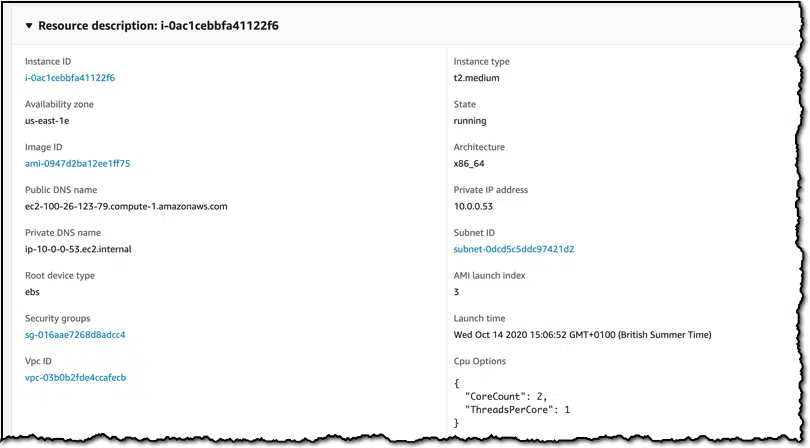 Resource description: i-0ac1cebbfa41122f6
Instance ID
i-0ac1cebbfa41122f6
Availability zone
us-east-1e
Image ID
ami-0947d2ba12ee1ff75
Public DNS name
ec2-100-26-123-79.compute-1.amazonaws.com
Private DNS name
ip-10-0-0-53.ec2.internal
Root device type
ebs
Security groups
sg-016aae7268d8adcc4
Vpc ID
vpc-03b0b2fde4ccafecb
Instance type
t2.medium
State
running
Architecture
x86_64
Private IP address
10.0.0.53
Subnet ID
subnet-0dcd5c5ddc97421d2
AMI launch index
3
Launch time
Wed Oct 14 2020 15:06:52 GMT+0100 (British Summer Time)
Cpu Options
{
"CoreCount": 2,
"ThreadsPerCore": 1
}